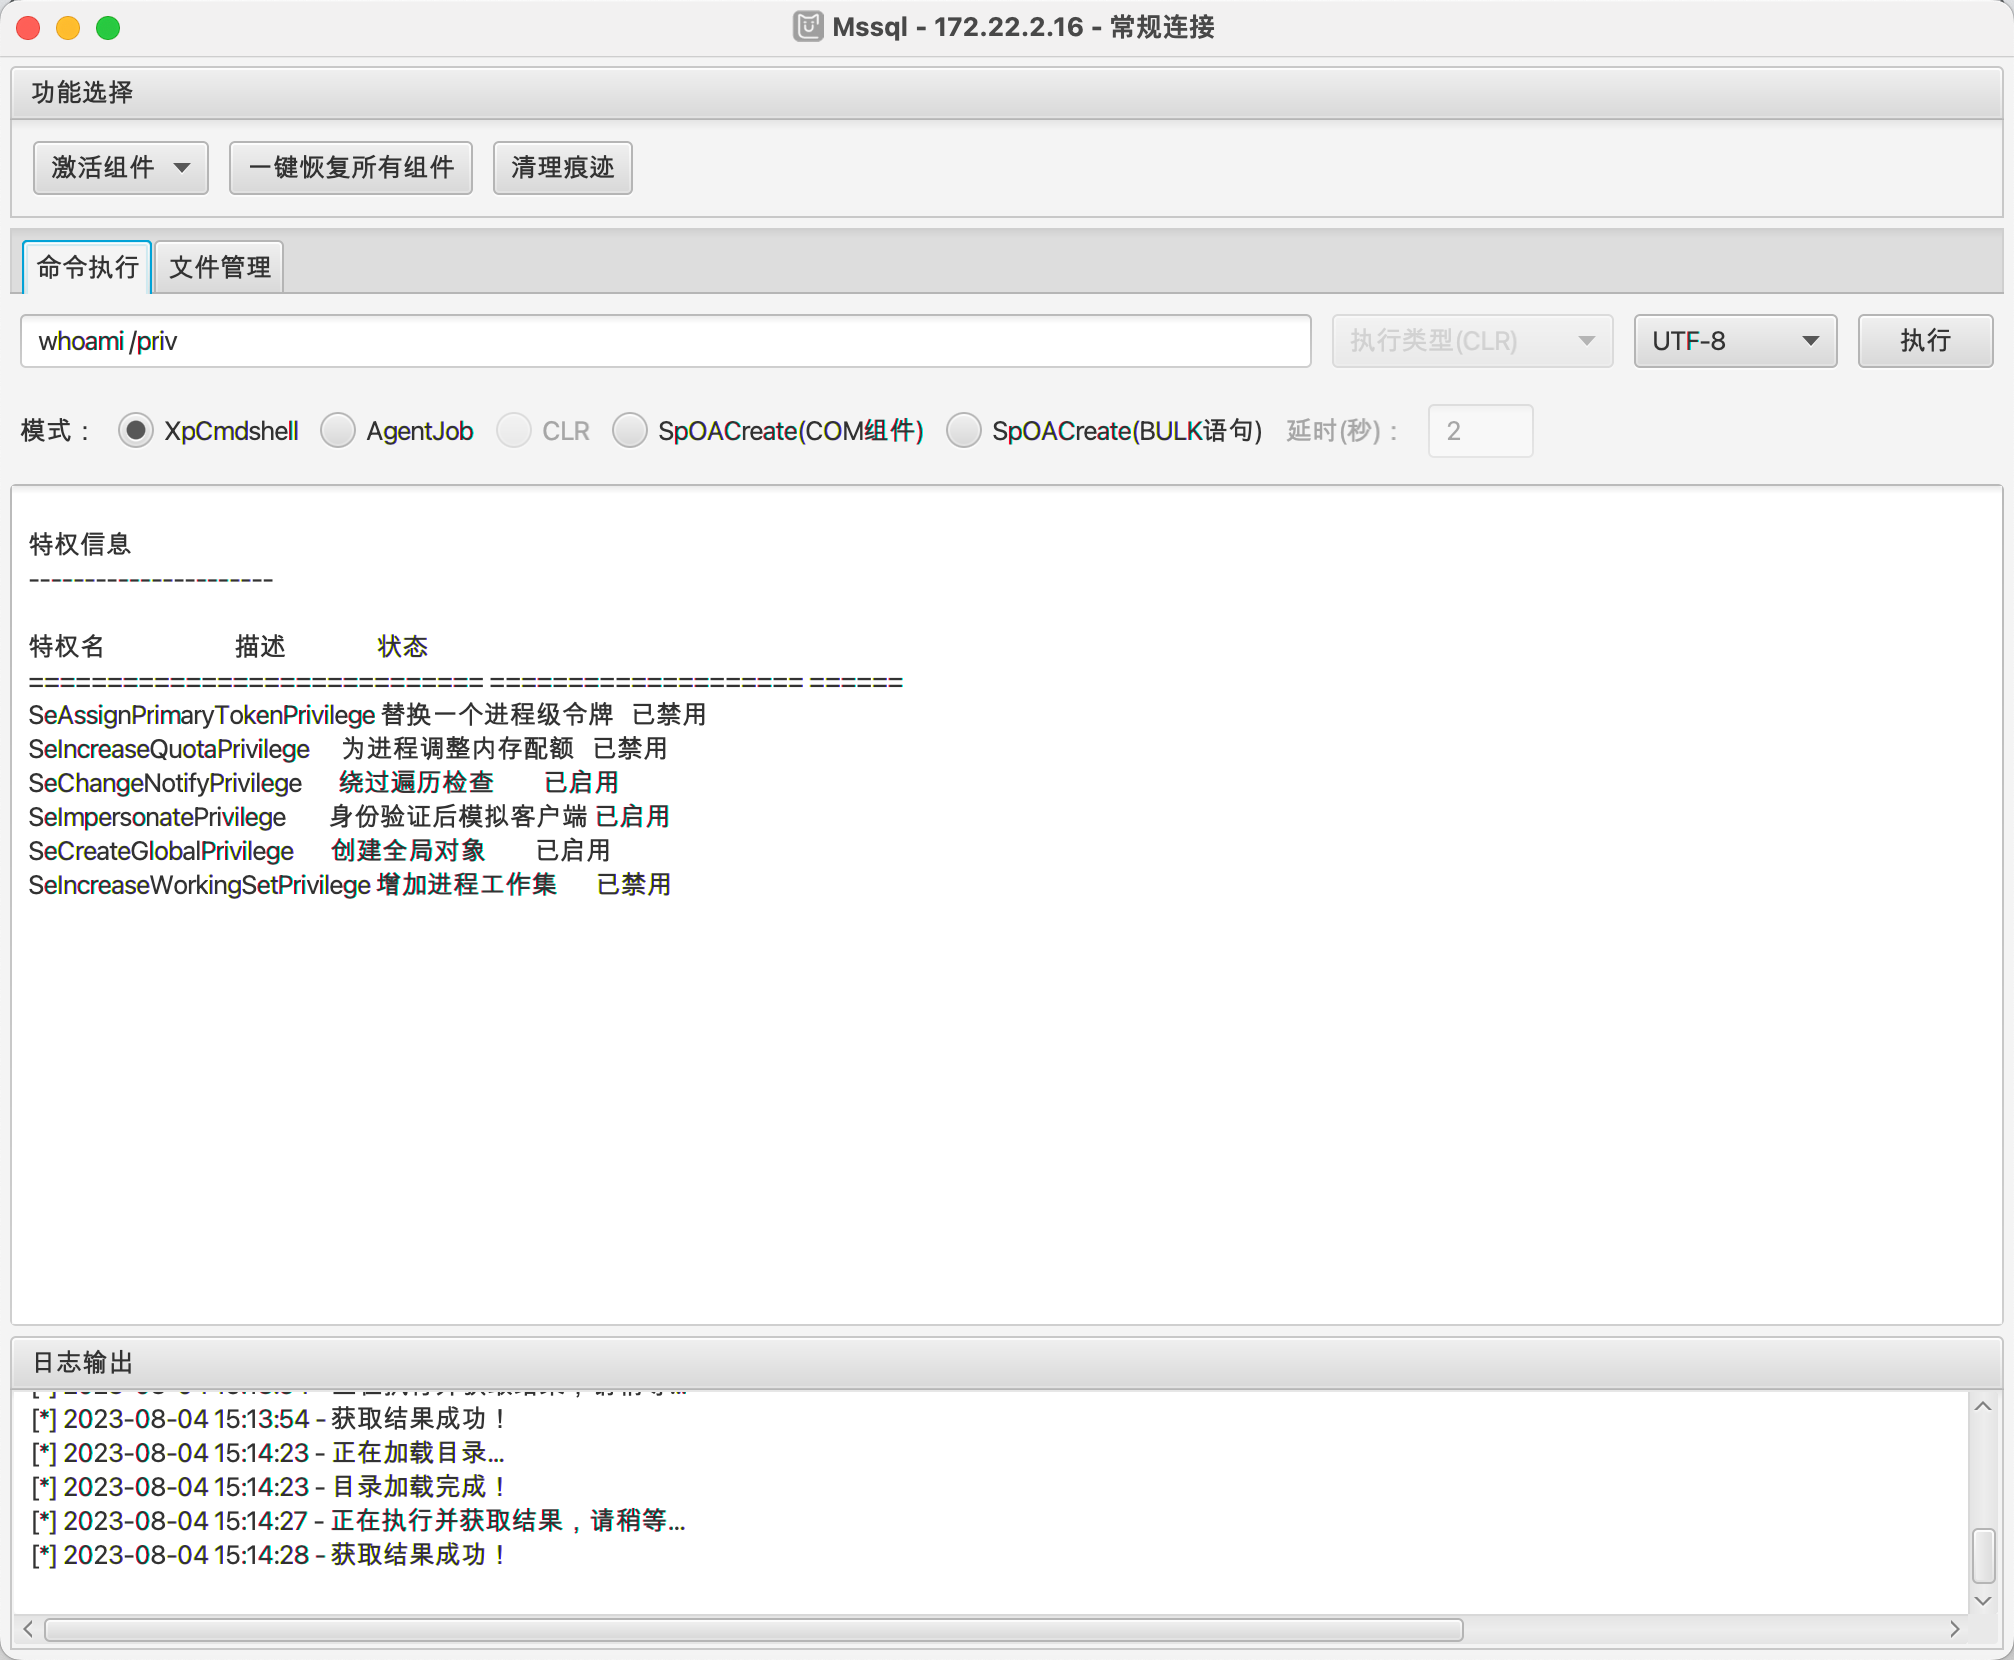 Mssql - 172.22.2.16 - 常规连接
功能选择
激活组件 一键恢复所有组件 清理痕迹
命令执行 文件管理
whoami /priv 执行类型(CLR) UTF-8 执行
模式： XpCmdshell AgentJob CLR SpOACreate(COM组件) SpOACreate(BULK语句) 延时(秒)： 2
特权信息
----------------------
特权名 描述 状态
============================= ==================== ======
SeAssignPrimaryTokenPrivilege 替换一个进程级令牌 已禁用
SeIncreaseQuotaPrivilege 为进程调整内存配额 已禁用
SeChangeNotifyPrivilege 绕过遍历检查 已启用
SeImpersonatePrivilege 身份验证后模拟客户端 已启用
SeCreateGlobalPrivilege 创建全局对象 已启用
SeIncreaseWorkingSetPrivilege 增加进程工作集 已禁用
日志输出
[*] 2023-08-04 15:13:54 - 获取结果成功！
[*] 2023-08-04 15:14:23 - 正在加载目录...
[*] 2023-08-04 15:14:23 - 目录加载完成！
[*] 2023-08-04 15:14:27 - 正在执行并获取结果，请稍等...
[*] 2023-08-04 15:14:28 - 获取结果成功！